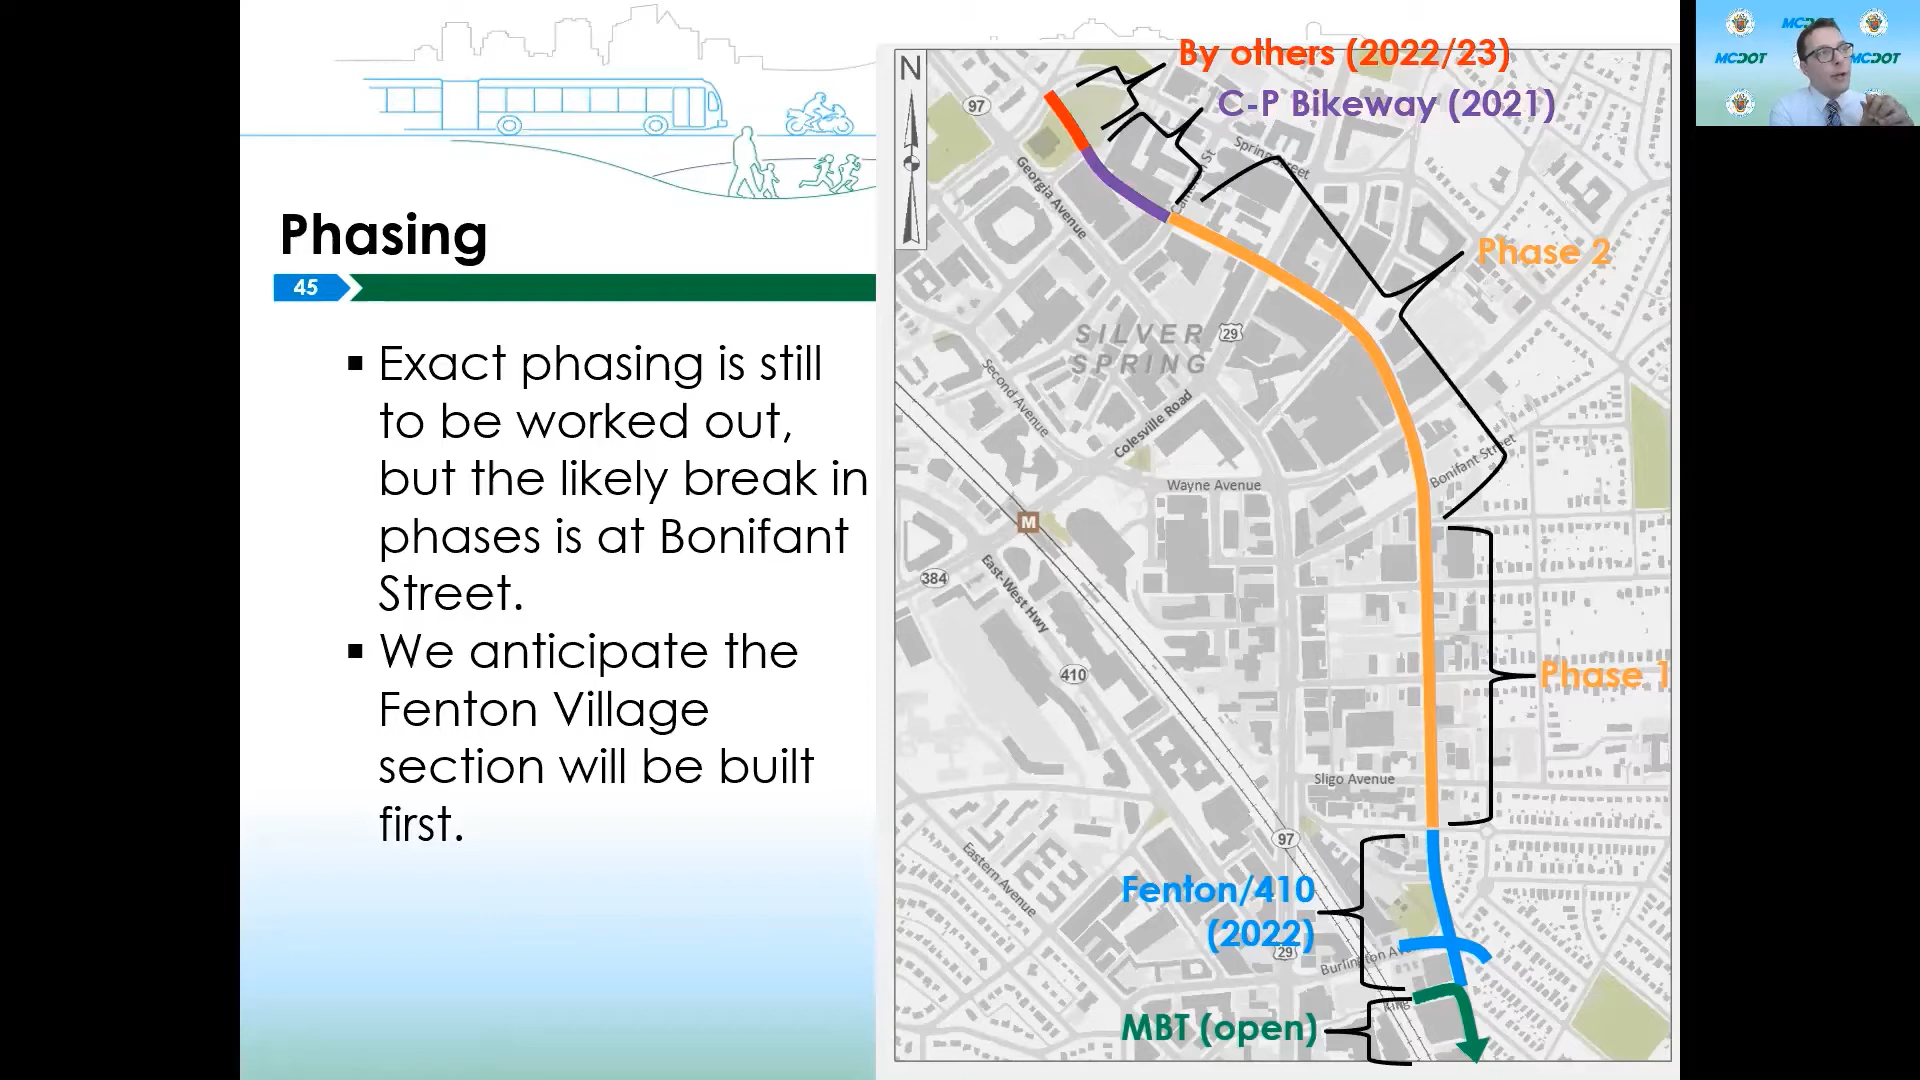 Phasing
45
Exact phasing is still
to be worked out,
but the likely break in
phases is at Bonifant
Street.
We anticipate the
Fenton Village
section will be built
first.
N
By others (2022/23)
C-P Bikeway (2021)
97
Spring Street
Georgia Avenue
Phase 2
SILVER
SPRING
29
Second Avenue
Colesville Road
Bonifant Street
Wayne Avenue
M
384
East-West Hwy
410
Phase 1
Sligo Avenue
97
Eastern Avenue
Fenton/410
(2022)
29
Burlington Ave
King
MBT (open)
MCDOT
MCDOT